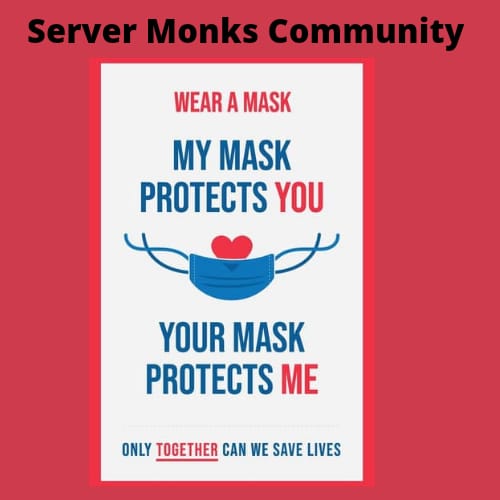 Server Monks Community
WEAR A MASK
MY MASK
PROTECTS YOU
YOUR MASK
PROTECTS ME
ONLY TOGETHER CAN WE SAVE LIVES